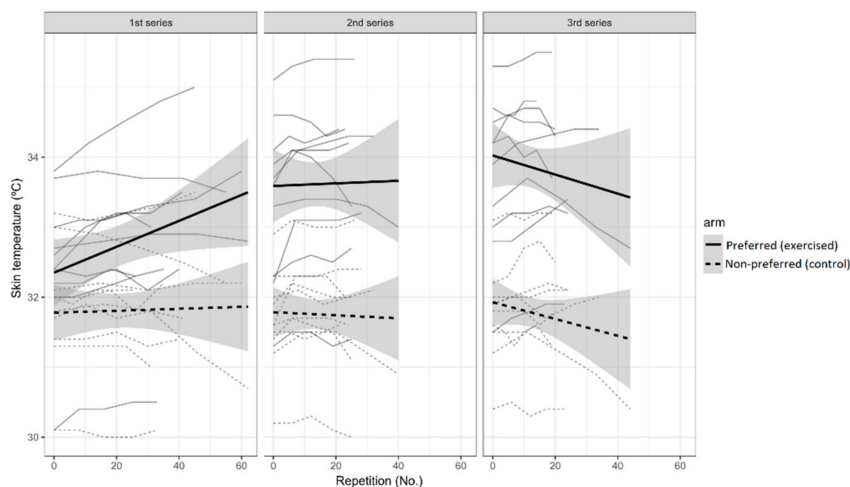 1st series 2nd series 3rd series
Skin temperature (ºC)
34
32
30
0 20 40 60 0 20 40 60 0 20 40 60
Repetition (No.)
arm
Preferred (exercised)
Non-preferred (control)